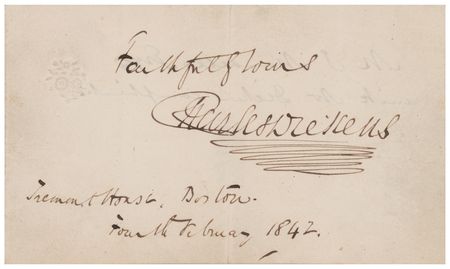 Faithfully Yours
Charles Dickens
Tremont House, Boston.
Fourth February 1842.